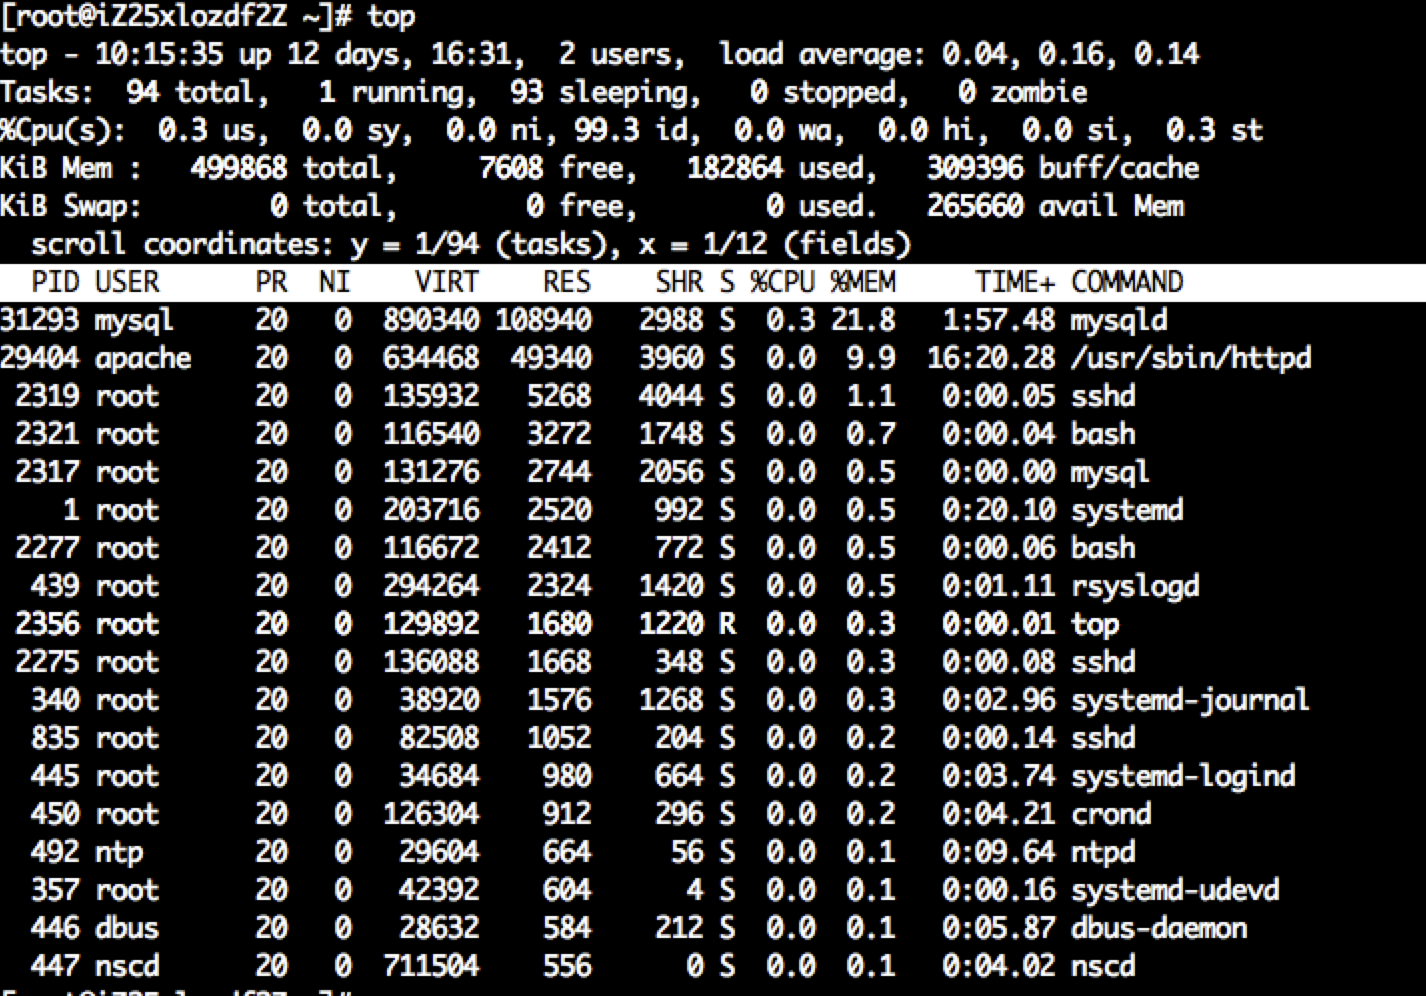 [root@iZ25xlozdf2Z ~]# top
top - 10:15:35 up 12 days, 16:31,  2 users,  load average: 0.04, 0.16, 0.14
Tasks:  94 total,   1 running,  93 sleeping,   0 stopped,   0 zombie
%Cpu(s):  0.3 us,  0.0 sy,  0.0 ni, 99.3 id,  0.0 wa,  0.0 hi,  0.0 si,  0.3 st
KiB Mem :   499868 total,     7608 free,   182864 used,   309396 buff/cache
KiB Swap:        0 total,        0 free,        0 used.   265660 avail Mem
  scroll coordinates: y = 1/94 (tasks), x = 1/12 (fields)
  PID USER      PR  NI    VIRT    RES    SHR S %CPU %MEM     TIME+ COMMAND
31293 mysql     20   0  890340 108940   2988 S  0.3 21.8   1:57.48 mysqld
29404 apache    20   0  634468  49340   3960 S  0.0  9.9  16:20.28 /usr/sbin/httpd
 2319 root      20   0  135932   5268   4044 S  0.0  1.1   0:00.05 sshd
 2321 root      20   0  116540   3272   1748 S  0.0  0.7   0:00.04 bash
 2317 root      20   0  131276   2744   2056 S  0.0  0.5   0:00.00 mysql
    1 root      20   0  203716   2520    992 S  0.0  0.5   0:20.10 systemd
 2277 root      20   0  116672   2412    772 S  0.0  0.5   0:00.06 bash
  439 root      20   0  294264   2324   1420 S  0.0  0.5   0:01.11 rsyslogd
 2356 root      20   0  129892   1680   1220 R  0.0  0.3   0:00.01 top
 2275 root      20   0  136088   1668    348 S  0.0  0.3   0:00.08 sshd
  340 root      20   0   38920   1576   1268 S  0.0  0.3   0:02.96 systemd-journal
  835 root      20   0   82508   1052    204 S  0.0  0.2   0:00.14 sshd
  445 root      20   0   34684    980    664 S  0.0  0.2   0:03.74 systemd-logind
  450 root      20   0  126304    912    296 S  0.0  0.2   0:04.21 crond
  492 ntp       20   0   29604    664     56 S  0.0  0.1   0:09.64 ntpd
  357 root      20   0   42392    604      4 S  0.0  0.1   0:00.16 systemd-udevd
  446 dbus      20   0   28632    584    212 S  0.0  0.1   0:05.87 dbus-daemon
  447 nscd      20   0  711504    556      0 S  0.0  0.1   0:04.02 nscd